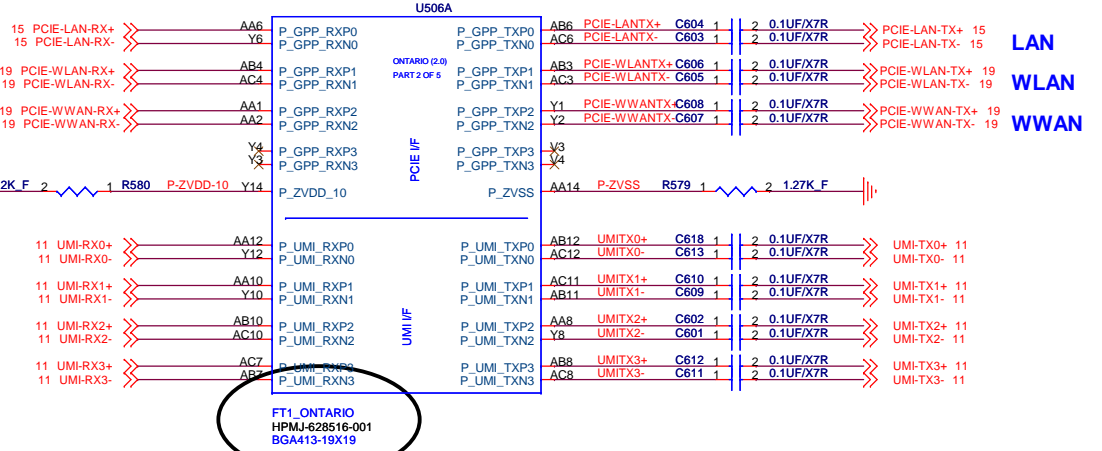 U506A
15 PCIE-LAN-RX+ AA6 P_GPP_RXP0 P_GPP_TXP0 AB6 PCIE-LANTX+ C604 1 2 0.1UF/X7R PCIE-LAN-TX+ 15
15 PCIE-LAN-RX- Y6 P_GPP_RXN0 P_GPP_TXN0 AC6 PCIE-LANTX- C603 1 2 0.1UF/X7R PCIE-LAN-TX- 15
LAN
ONTARIO (2.0)
PART 2 OF 5
19 PCIE-WLAN-RX+ AB4 P_GPP_RXP1 P_GPP_TXP1 AB3 PCIE-WLANTX+ C606 1 2 0.1UF/X7R PCIE-WLAN-TX+ 19
19 PCIE-WLAN-RX- AC4 P_GPP_RXN1 P_GPP_TXN1 AC3 PCIE-WLANTX- C605 1 2 0.1UF/X7R PCIE-WLAN-TX- 19
WLAN
19 PCIE-WWAN-RX+ AA1 P_GPP_RXP2 P_GPP_TXP2 Y1 PCIE-WWANTX+ C608 1 2 0.1UF/X7R PCIE-WWAN-TX+ 19
19 PCIE-WWAN-RX- AA2 P_GPP_RXN2 P_GPP_TXN2 Y2 PCIE-WWANTX- C607 1 2 0.1UF/X7R PCIE-WWAN-TX- 19
WWAN
Y4 P_GPP_RXP3 P_GPP_TXP3 V3
Y3 P_GPP_RXN3 P_GPP_TXN3 V4
PCIE I/F
2K_F 2 1 R580 P-ZVDD-10 Y14 P_ZVDD_10 P_ZVSS AA14 P-ZVSS R579 1 2 1.27K_F
11 UMI-RX0+ AA12 P_UMI_RXP0 P_UMI_TXP0 AB12 UMITX0+ C618 1 2 0.1UF/X7R UMI-TX0+ 11
11 UMI-RX0- Y12 P_UMI_RXN0 P_UMI_TXN0 AC12 UMITX0- C613 1 2 0.1UF/X7R UMI-TX0- 11
11 UMI-RX1+ AA10 P_UMI_RXP1 P_UMI_TXP1 AC11 UMITX1+ C610 1 2 0.1UF/X7R UMI-TX1+ 11
11 UMI-RX1- Y10 P_UMI_RXN1 P_UMI_TXN1 AB11 UMITX1- C609 1 2 0.1UF/X7R UMI-TX1- 11
UMI I/F
11 UMI-RX2+ AB10 P_UMI_RXP2 P_UMI_TXP2 AA8 UMITX2+ C602 1 2 0.1UF/X7R UMI-TX2+ 11
11 UMI-RX2- AC10 P_UMI_RXN2 P_UMI_TXN2 Y8 UMITX2- C601 1 2 0.1UF/X7R UMI-TX2- 11
11 UMI-RX3+ AC7 P_UMI_RXP3 P_UMI_TXP3 AB8 UMITX3+ C612 1 2 0.1UF/X7R UMI-TX3+ 11
11 UMI-RX3- AB7 P_UMI_RXN3 P_UMI_TXN3 AC8 UMITX3- C611 1 2 0.1UF/X7R UMI-TX3- 11
FT1_ONTARIO
HPMJ-628516-001
BGA413-19X19